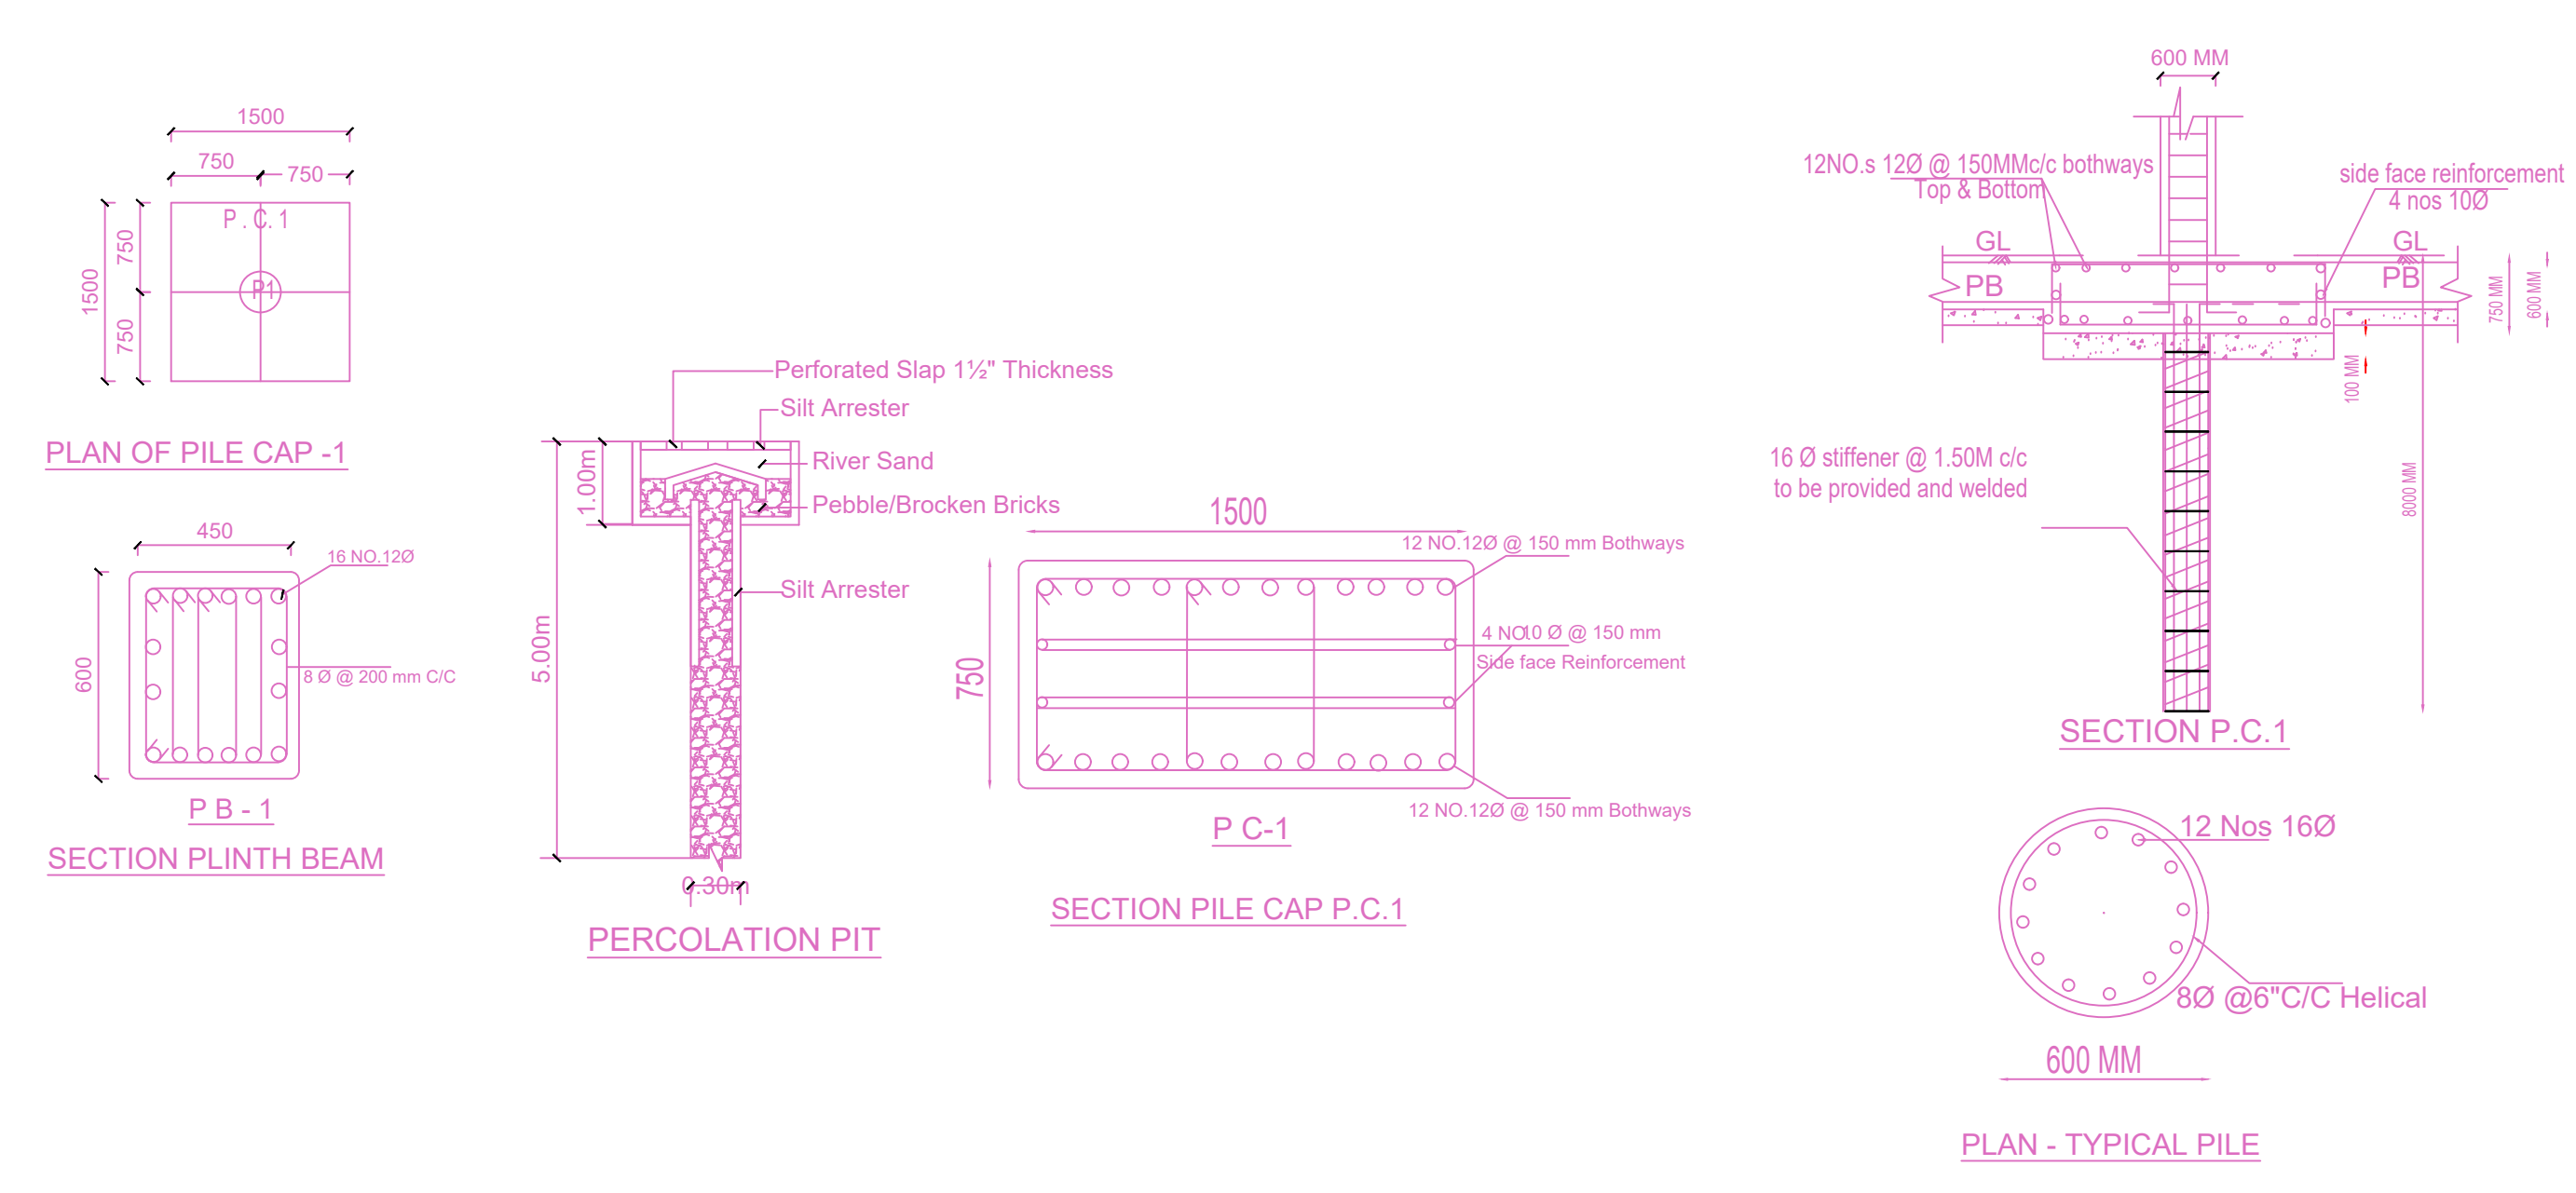 1500
750
750
P . C. 1
P1
1500
750
750
PLAN OF PILE CAP -1
450
16 NO.12Ø
600
8 Ø @ 200 mm C/C
P B - 1
SECTION PLINTH BEAM
Perforated Slap 1½" Thickness
Silt Arrester
River Sand
Pebble/Brocken Bricks
Silt Arrester
1.00m
5.00m
0.30m
PERCOLATION PIT
1500
12 NO.12Ø @ 150 mm Bothways
750
4 NO.10 Ø @ 150 mm
Side face Reinforcement
12 NO.12Ø @ 150 mm Bothways
P C-1
SECTION PILE CAP P.C.1
600 MM
12NO.s 12Ø @ 150MMc/c bothways
Top & Bottom
side face reinforcement
4 nos 10Ø
GL
GL
PB
PB
750 MM
600 MM
100 MM
16 Ø stiffener @ 1.50M c/c
to be provided and welded
8000 MM
SECTION P.C.1
12 Nos 16Ø
8Ø @6"C/C Helical
600 MM
PLAN - TYPICAL PILE